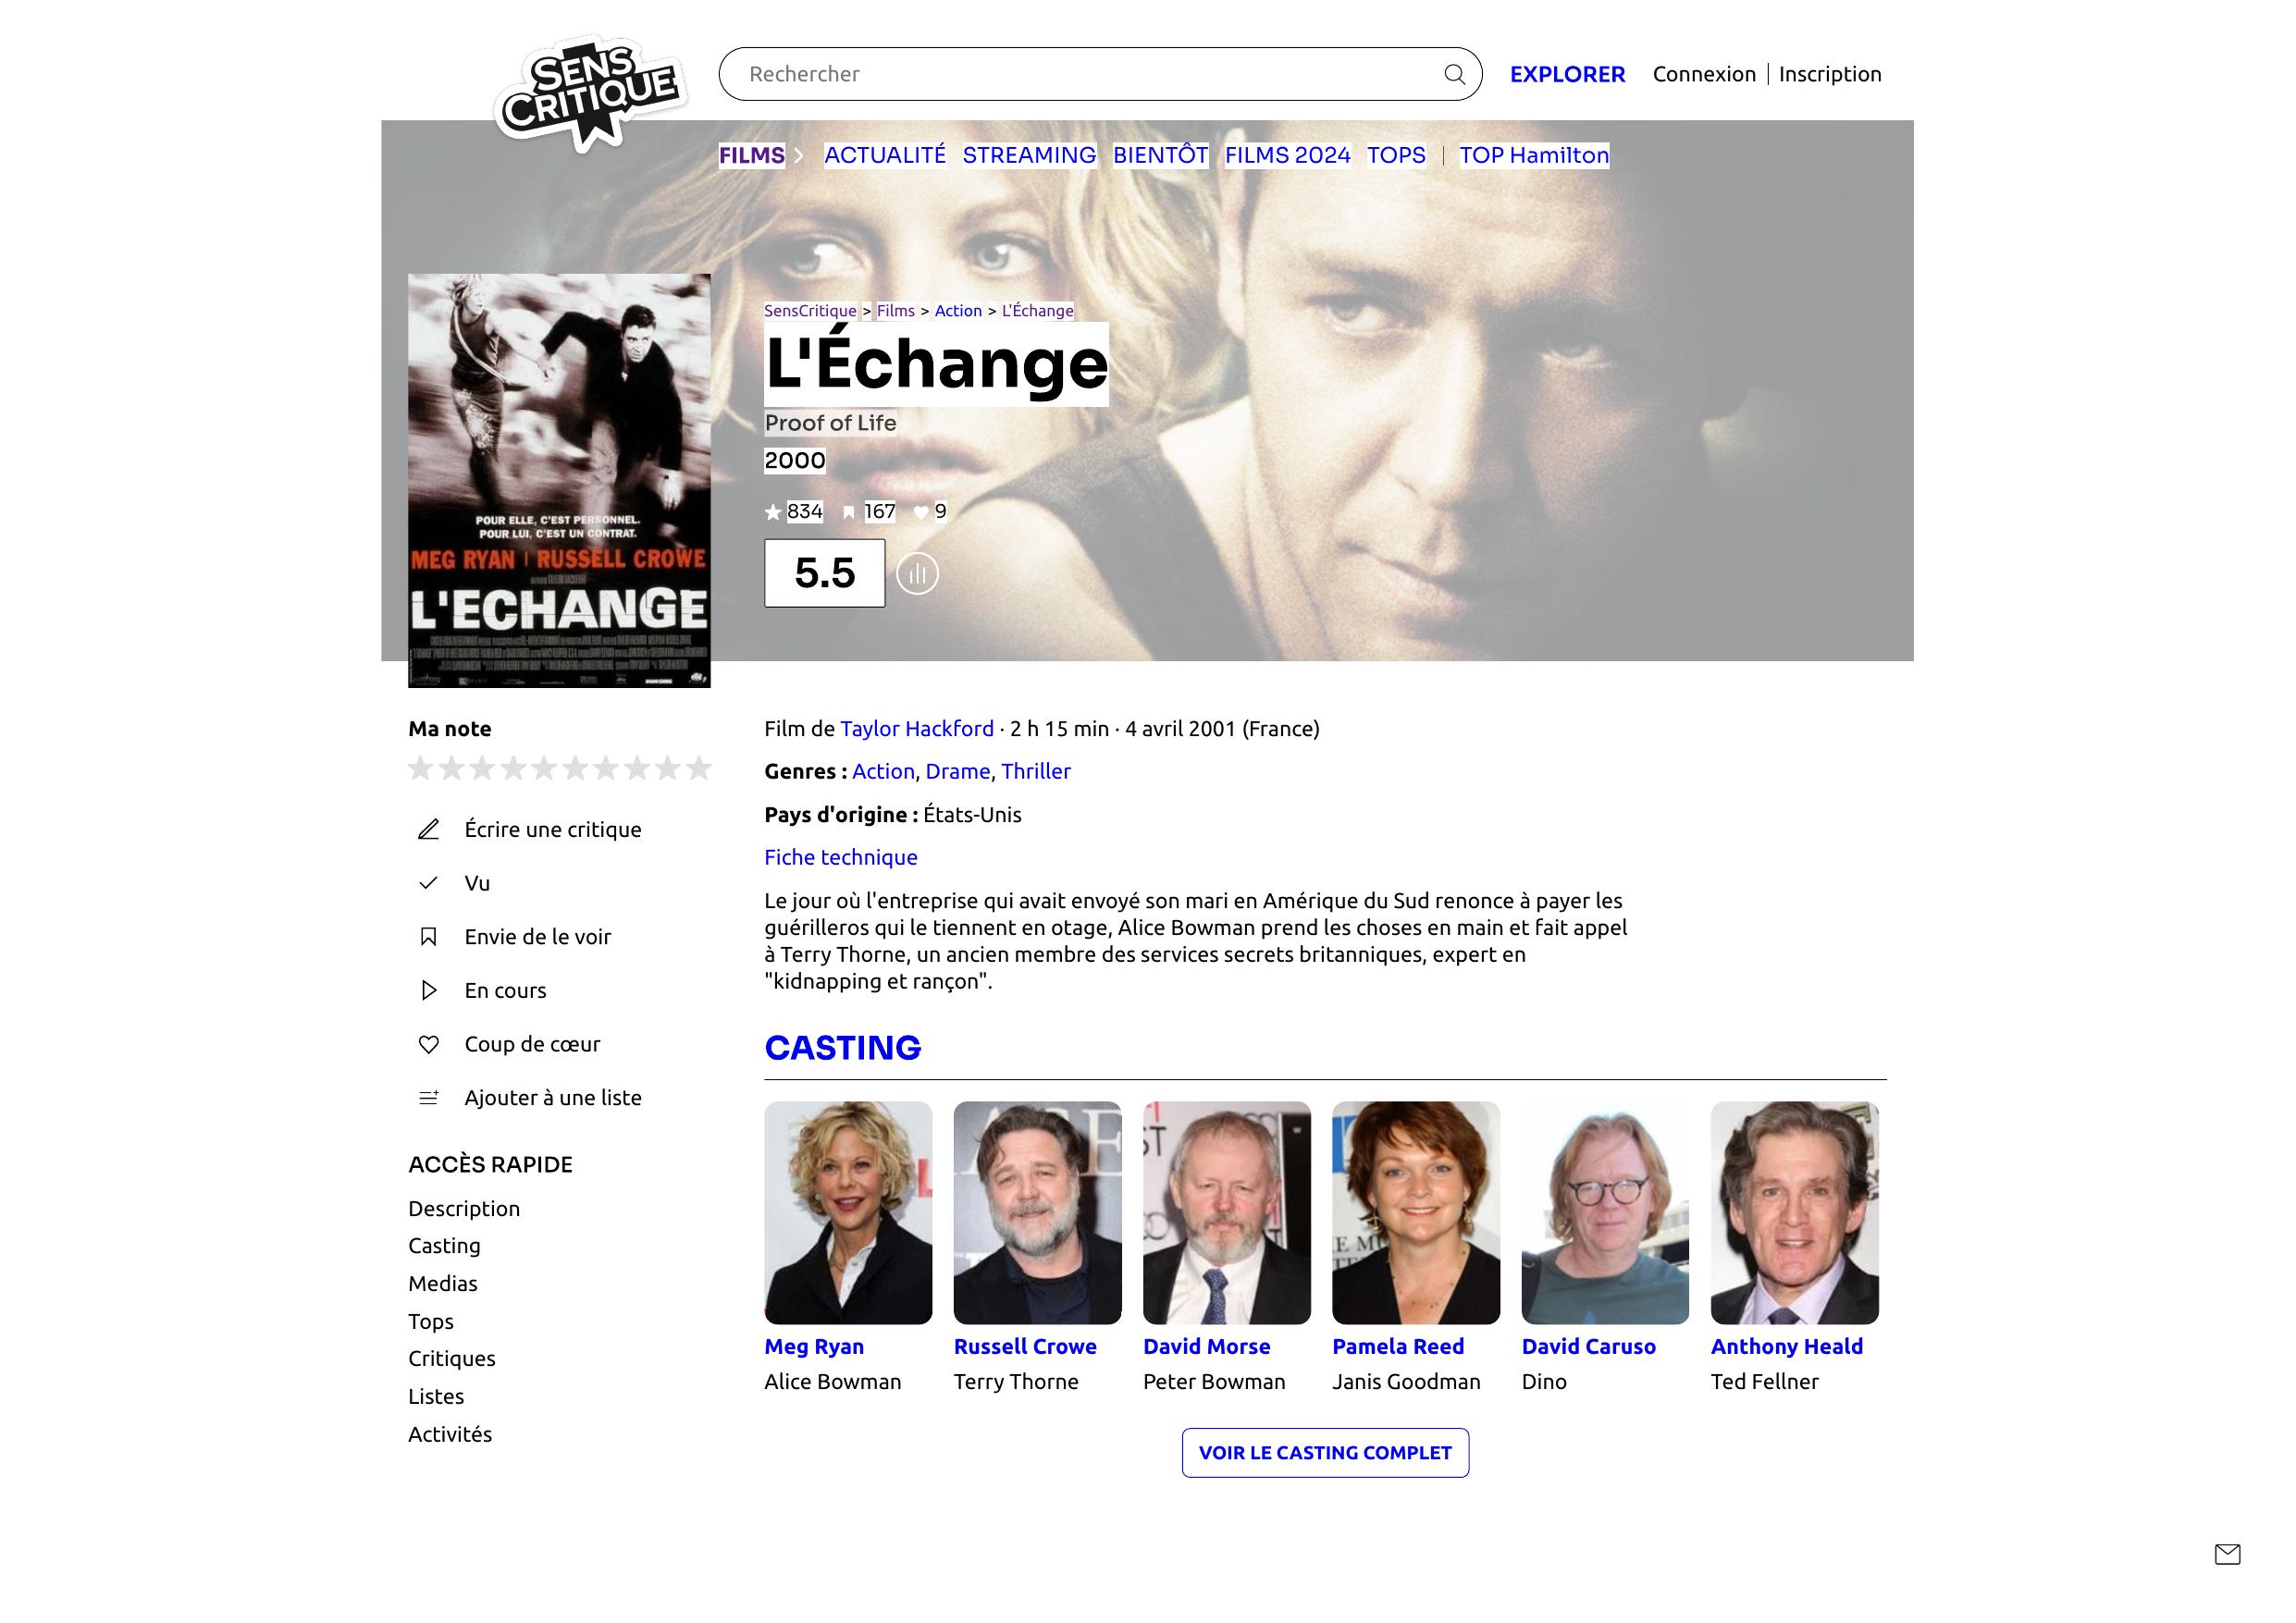 SENS
CRITIQUE
Rechercher
EXPLORER
Connexion
Inscription
FILMS
ACTUALITÉ
STREAMING
BIENTÔT
FILMS 2024
TOPS
TOP Hamilton
POUR ELLE, C'EST PERSONNEL.
POUR LUI, C'EST UN CONTRAT.
MEG RYAN | RUSSELL CROWE
L'ECHANGE
SensCritique > Films > Action > L'Échange
L'Échange
Proof of Life
2000
834 167 9
5.5
Ma note
Écrire une critique
Vu
Envie de le voir
En cours
Coup de cœur
Ajouter à une liste
ACCÈS RAPIDE
Description
Casting
Medias
Tops
Critiques
Listes
Activités
Film de Taylor Hackford · 2 h 15 min · 4 avril 2001 (France)
Genres : Action, Drame, Thriller
Pays d'origine : États-Unis
Fiche technique
Le jour où l'entreprise qui avait envoyé son mari en Amérique du Sud renonce à payer les
guérilleros qui le tiennent en otage, Alice Bowman prend les choses en main et fait appel
à Terry Thorne, un ancien membre des services secrets britanniques, expert en
"kidnapping et rançon".
CASTING
Meg Ryan
Alice Bowman
Russell Crowe
Terry Thorne
David Morse
Peter Bowman
Pamela Reed
Janis Goodman
David Caruso
Dino
Anthony Heald
Ted Fellner
VOIR LE CASTING COMPLET